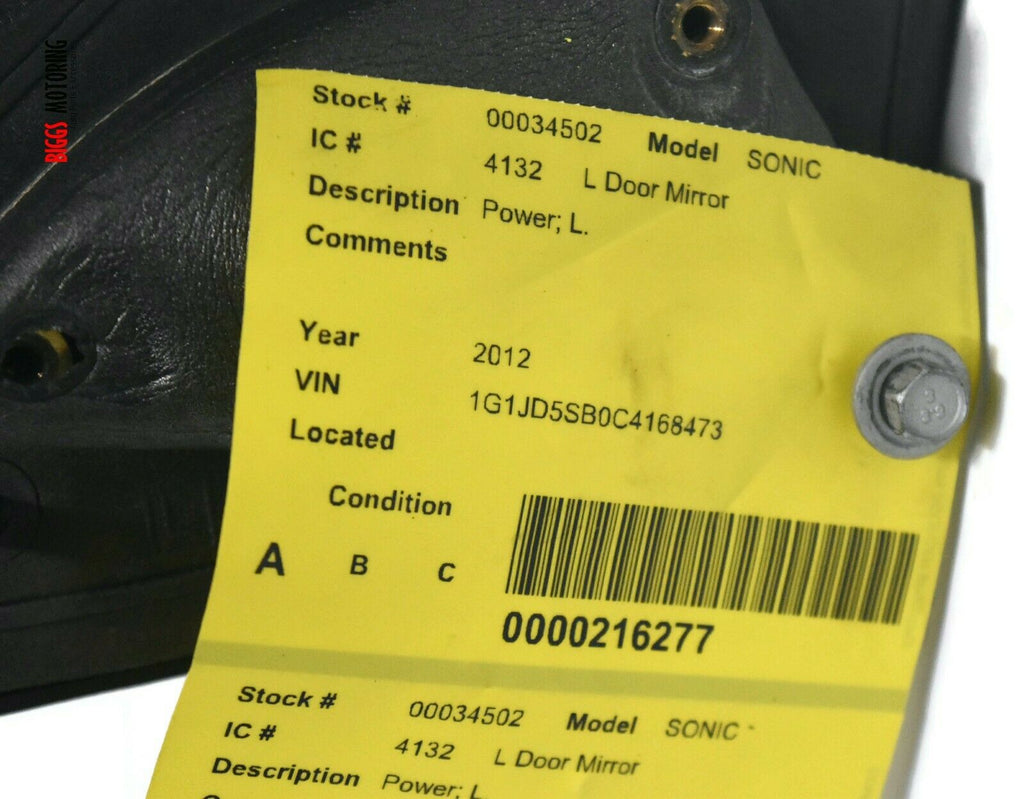 BIGGS MOTORING
Stock # 00034502 Model SONIC
IC # 4132 L Door Mirror
Description Power; L.
Comments
Year 2012
VIN 1G1JD5SB0C4168473
Located
Condition
A B C
0000216277
Stock # 00034502 Model SONIC
IC # 4132 L Door Mirror
Description Power; L.